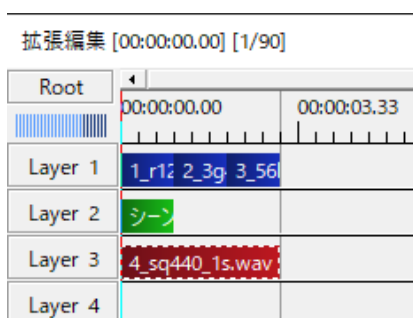 拡張編集 [00:00:00.00] [1/90]
Root
00:00:00.00 00:00:03.33
Layer 1 1_r12 2_3g 3_56
Layer 2 シーン
Layer 3 4_sq440_1s.wav
Layer 4